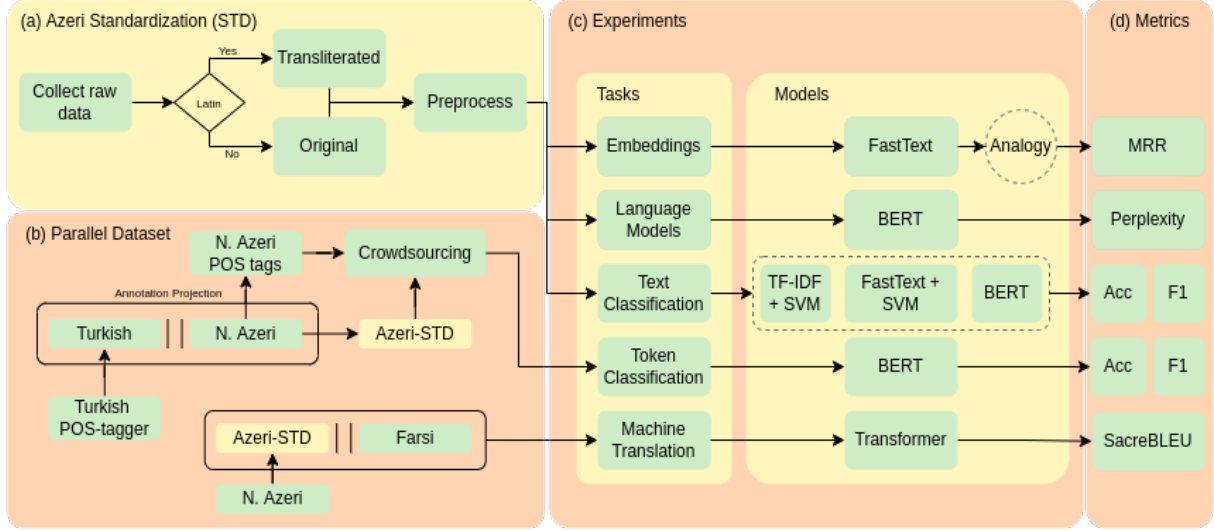 (a) Azeri Standardization (STD)
Collect raw
data
Latin
Yes
No
Transliterated
Original
Preprocess
(b) Parallel Dataset
N. Azeri
POS tags
Crowdsourcing
Annotation Projection
Turkish
N. Azeri
Azeri-STD
Turkish
POS-tagger
Azeri-STD
Farsi
N. Azeri
(c) Experiments
Tasks
Models
Embeddings
FastText
Analogy
Language
Models
BERT
Text
Classification
TF-IDF
+ SVM
FastText +
SVM
BERT
Token
Classification
BERT
Machine
Translation
Transformer
(d) Metrics
MRR
Perplexity
Acc
F1
Acc
F1
SacreBLEU